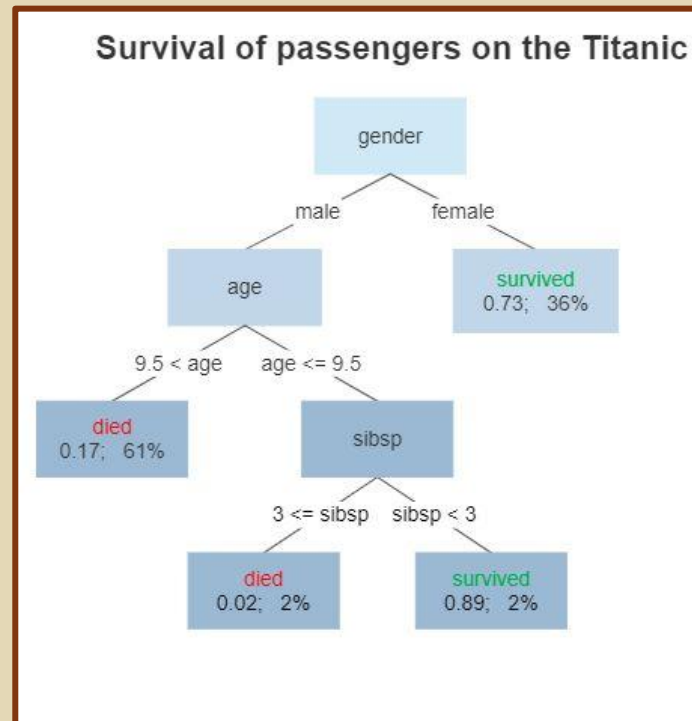 Survival of passengers on the Titanic
gender
male female
age
survived
0.73; 36%
9.5 < age age <= 9.5
died
0.17; 61%
sibsp
3 <= sibsp sibsp < 3
died
0.02; 2%
survived
0.89; 2%